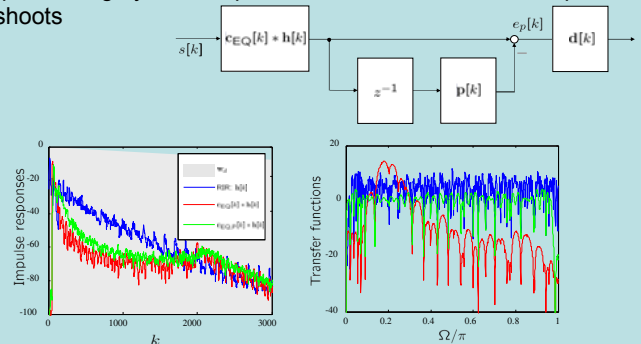 shoots
e_p[k]
s[k]
c_EQ[k] * h[k]
d[k]
−
z^{-1}
p[k]
0
-20
-40
-60
-80
-100
0
1000
2000
3000
Impulse responses
k
w_d
RIR: h[k]
c_EQ[k] * h[k]
c_EQ,P[k] * h[k]
20
0
-20
-40
0
0.2
0.4
0.6
0.8
1
Transfer functions
Ω/π